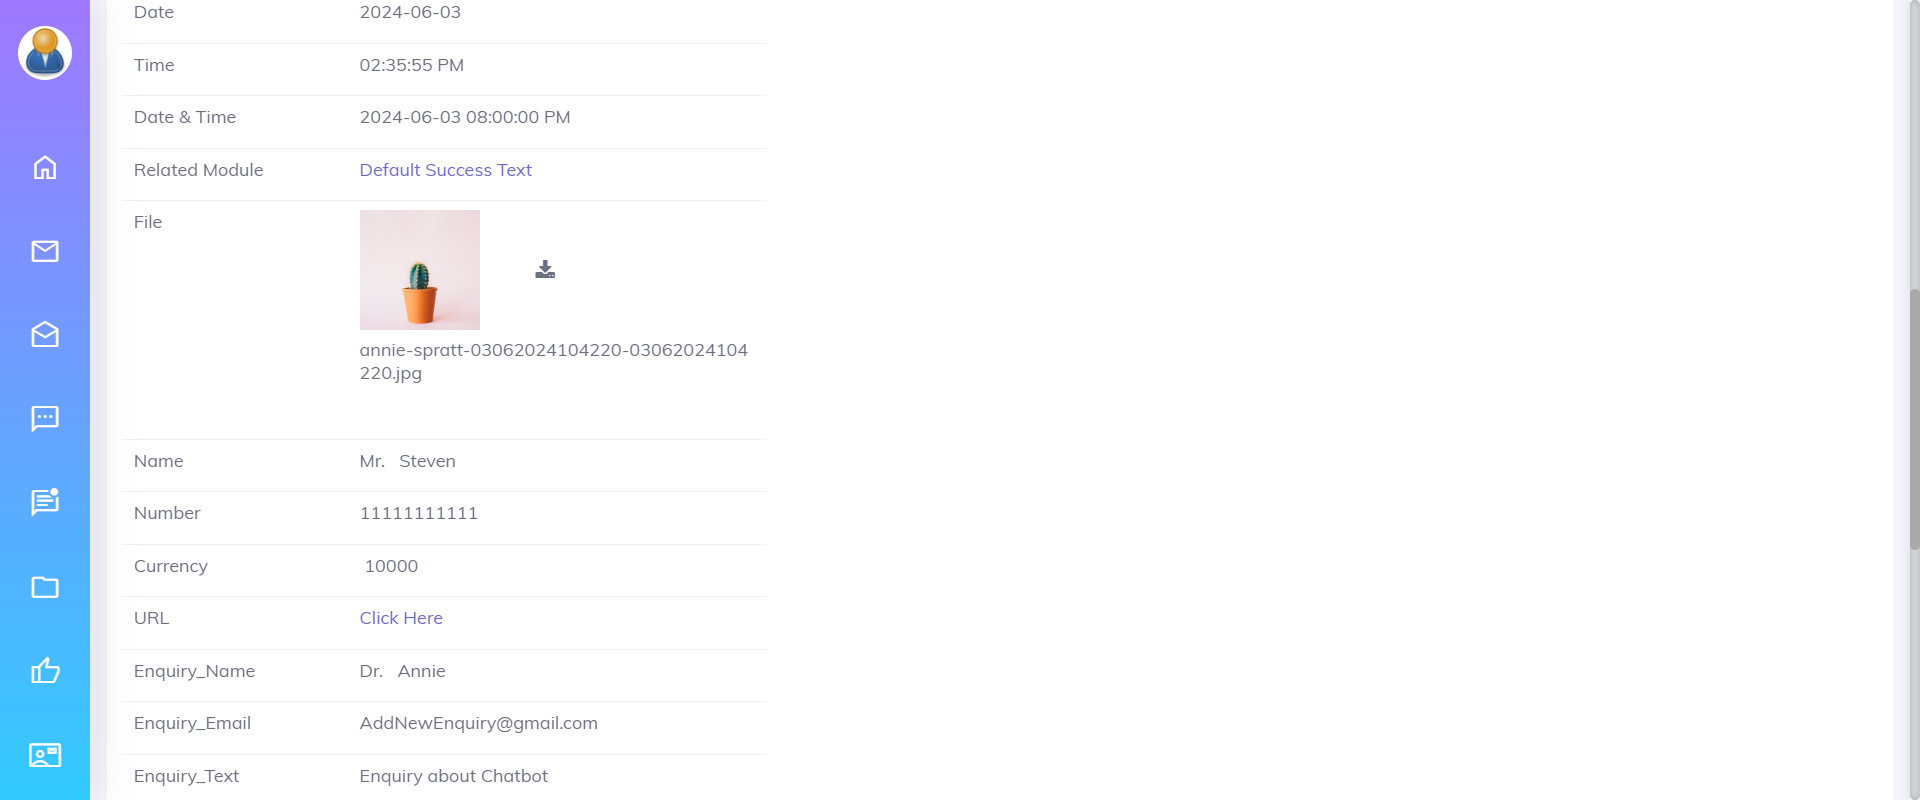 Date 2024-06-03
Time 02:35:55 PM
Date & Time 2024-06-03 08:00:00 PM
Related Module Default Success Text
File
annie-spratt-03062024104220-03062024104
220.jpg
Name Mr. Steven
Number 11111111111
Currency 10000
URL Click Here
Enquiry_Name Dr. Annie
Enquiry_Email AddNewEnquiry@gmail.com
Enquiry_Text Enquiry about Chatbot